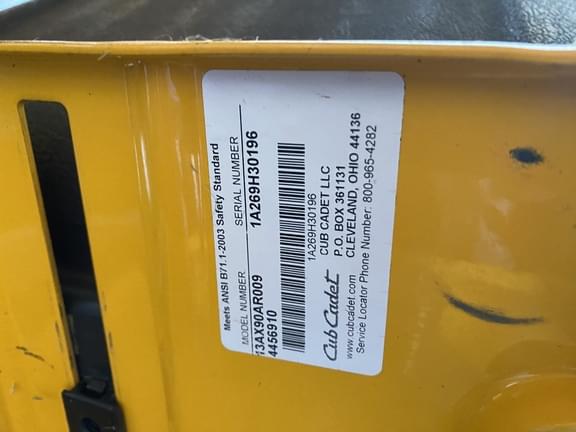 Meets ANSI B71.1-2003 Safety Standard
MODEL NUMBER SERIAL NUMBER
13AX90AR009 1A269H30196
4456910
1A269H30196
Cub Cadet CUB CADET LLC
P.O. BOX 361131
www.cubcadet.com CLEVELAND, OHIO 44136
Service Locator Phone Number: 800-965-4282